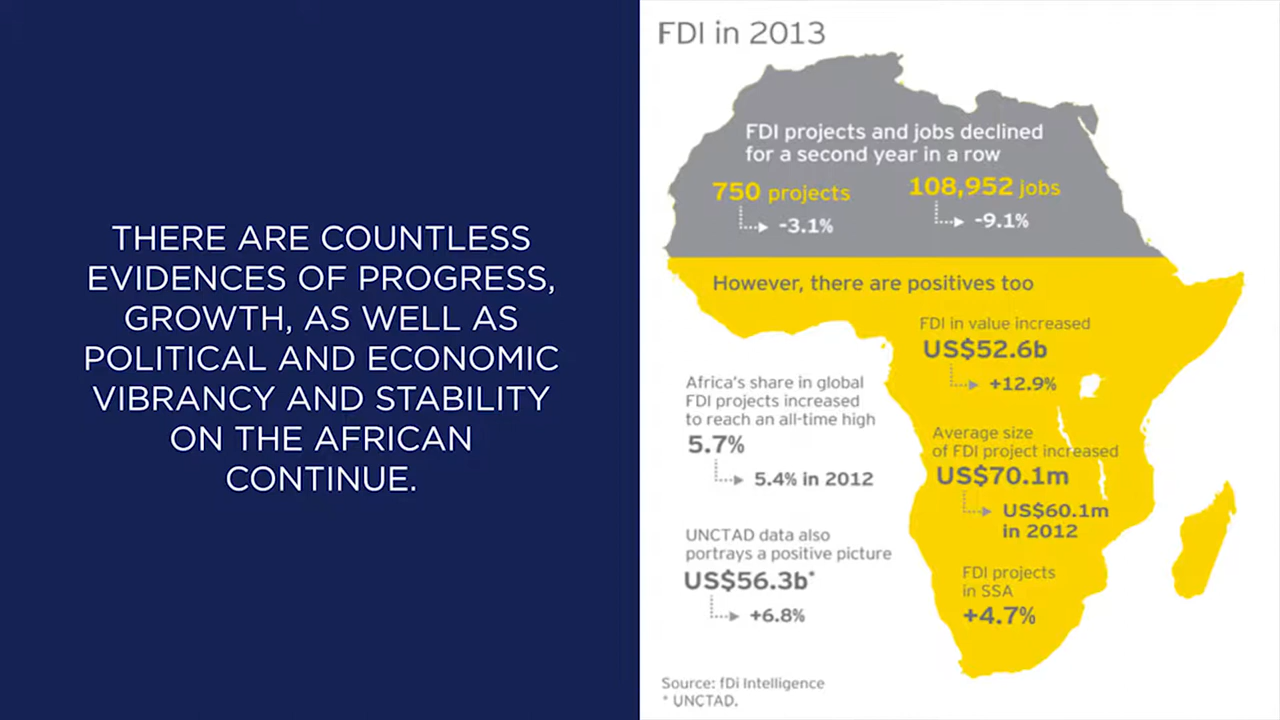 THERE ARE COUNTLESS
EVIDENCES OF PROGRESS,
GROWTH, AS WELL AS
POLITICAL AND ECONOMIC
VIBRANCY AND STABILITY
ON THE AFRICAN
CONTINUE.
FDI in 2013
FDI projects and jobs declined
for a second year in a row
750 projects
-3.1%
108,952 jobs
-9.1%
However, there are positives too
FDI in value increased
US$52.6b
+12.9%
Africa's share in global
FDI projects increased
to reach an all-time high
5.7%
5.4% in 2012
Average size
of FDI project increased
US$70.1m
US$60.1m
in 2012
UNCTAD data also
portrays a positive picture
US$56.3b*
+6.8%
FDI projects
in SSA
+4.7%
Source: fDi Intelligence
* UNCTAD.